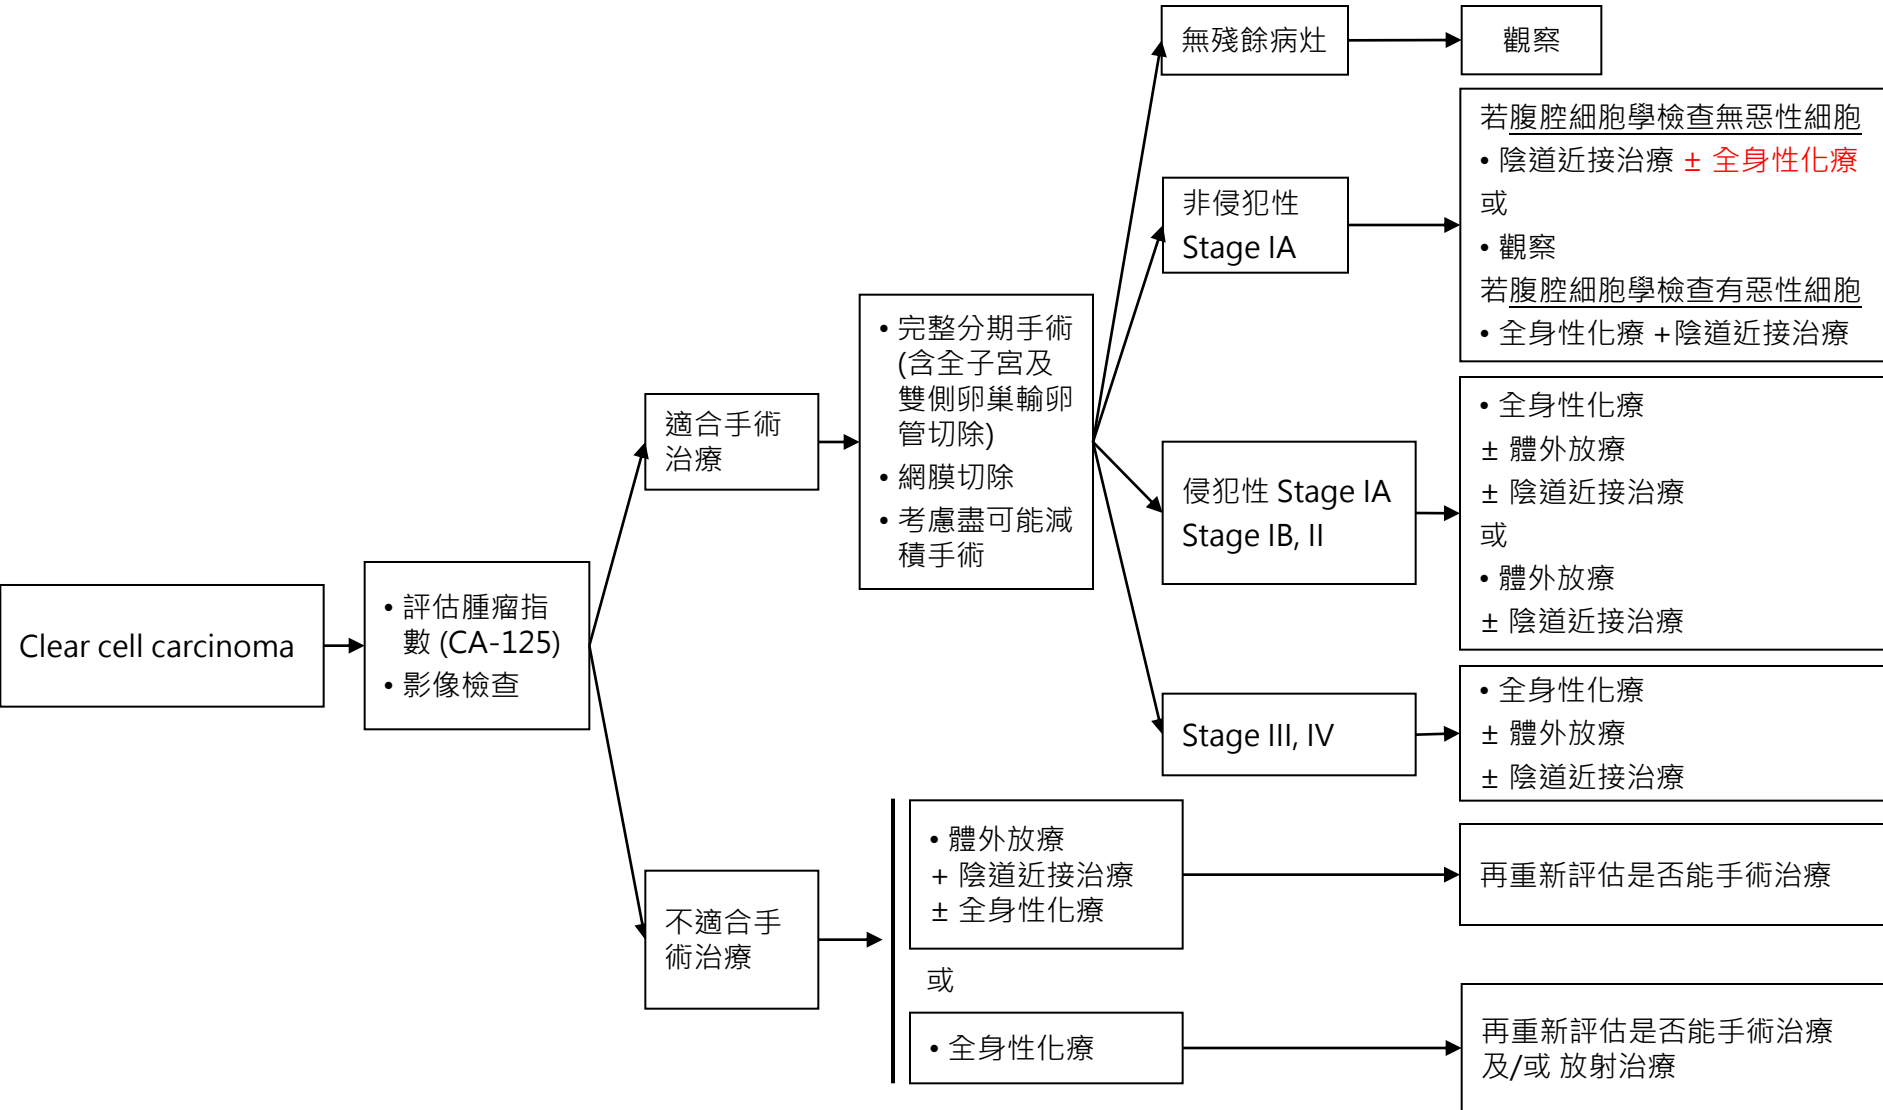 Clear cell carcinoma
• 評估腫瘤指
數 (CA-125)
• 影像檢查
適合手術
治療
• 完整分期手術
(含全子宮及
雙側卵巢輸卵
管切除)
• 網膜切除
• 考慮盡可能減
積手術
無殘餘病灶
觀察
非侵犯性
Stage IA
若腹腔細胞學檢查無惡性細胞
• 陰道近接治療 ± 全身性化療
或
• 觀察
若腹腔細胞學檢查有惡性細胞
• 全身性化療 +陰道近接治療
侵犯性 Stage IA
Stage IB, II
• 全身性化療
± 體外放療
± 陰道近接治療
或
• 體外放療
± 陰道近接治療
Stage III, IV
• 全身性化療
± 體外放療
± 陰道近接治療
不適合手
術治療
• 體外放療
+ 陰道近接治療
± 全身性化療
再重新評估是否能手術治療
或
• 全身性化療
再重新評估是否能手術治療
及/或 放射治療